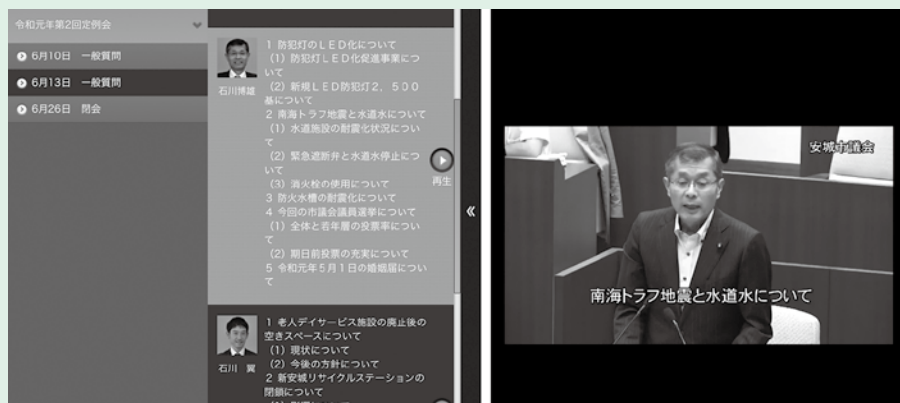 令和元年第2回定例会
6月10日 一般質問
6月13日 一般質問
6月26日 閉会
石川博雄
1 防犯灯のLED化について
(1) 防犯灯LED化促進事業につ
いて
(2) 新規LED防犯灯2，500
基について
2 南海トラフ地震と水道水について
(1) 水道施設の耐震化状況につい
て
(2) 緊急遮断弁と水道水停止につ
いて
(3) 消火栓の使用について
3 防火水槽の耐震化について
4 今回の市議会議員選挙について
(1) 全体と若年層の投票率につい
て
(2) 期日前投票の充実について
5 令和元年5月1日の婚姻届につい
て
再生
石川 翼
1 老人デイサービス施設の廃止後の
空きスペースについて
(1) 現状について
(2) 今後の方針について
2 新安城リサイクルステーションの
閉鎖について
«
安城市議会
南海トラフ地震と水道水について